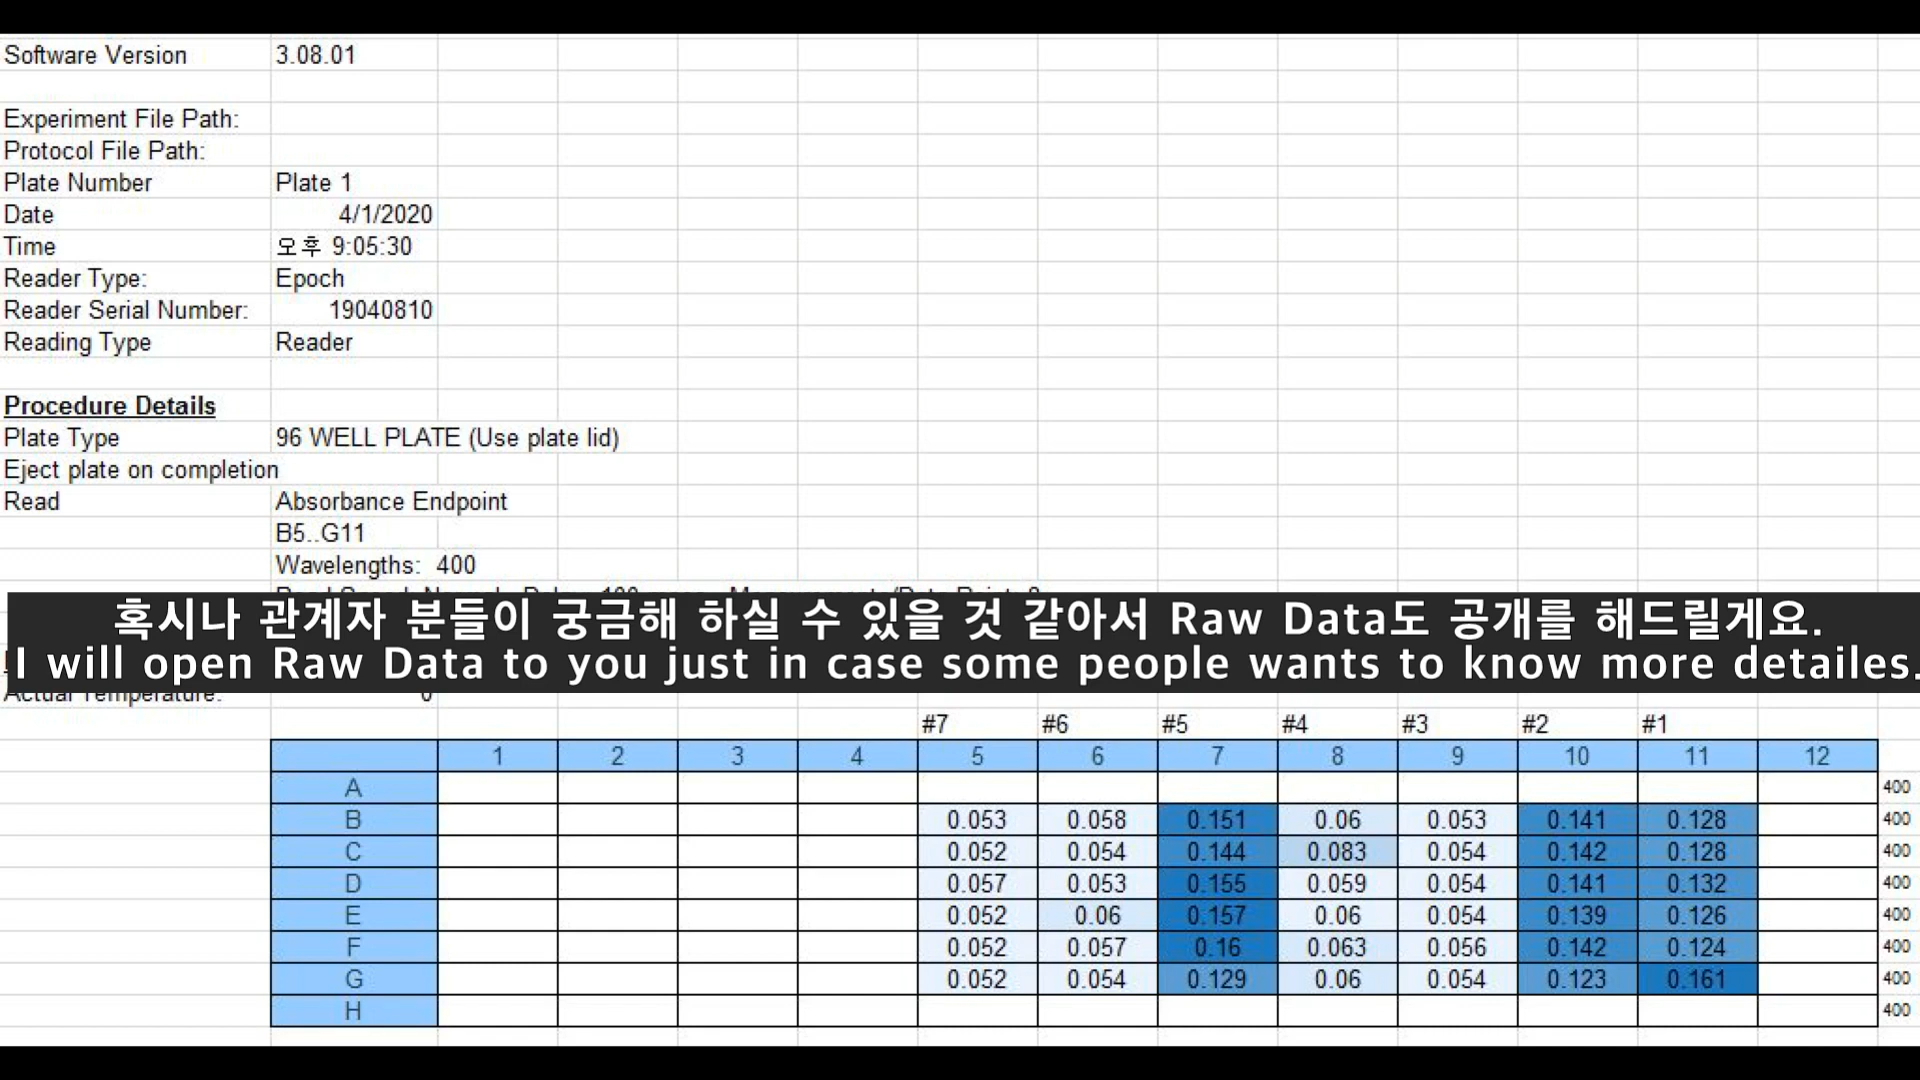 Software Version 3.08.01
Experiment File Path:
Protocol File Path:
Plate Number Plate 1
Date 4/1/2020
Time 오후 9:05:30
Reader Type: Epoch
Reader Serial Number: 19040810
Reading Type Reader
Procedure Details
Plate Type 96 WELL PLATE (Use plate lid)
Eject plate on completion
Read Absorbance Endpoint
B5..G11
Wavelengths: 400
혹시나 관계자 분들이 궁금해 하실 수 있을 것 같아서 Raw Data도 공개를 해드릴게요.
I will open Raw Data to you just in case some people wants to know more detailes.
Actual Temperature: 0
#7 #6 #5 #4 #3 #2 #1
1 2 3 4 5 6 7 8 9 10 11 12
A 400
B 0.053 0.058 0.151 0.06 0.053 0.141 0.128 400
C 0.052 0.054 0.144 0.083 0.054 0.142 0.128 400
D 0.057 0.053 0.155 0.059 0.054 0.141 0.132 400
E 0.052 0.06 0.157 0.06 0.054 0.139 0.126 400
F 0.052 0.057 0.16 0.063 0.056 0.142 0.124 400
G 0.052 0.054 0.129 0.06 0.054 0.123 0.161 400
H 400